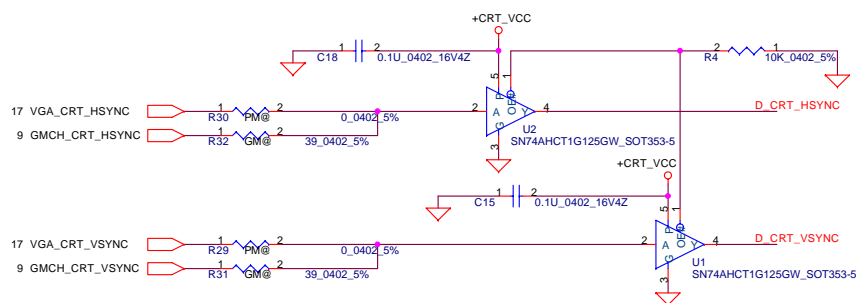 +CRT_VCC
1 2 5 1 2 1
C18 0.1U_0402_16V4Z R4 10K_0402_5%
P OE#
17 VGA_CRT_HSYNC 1 2 2 A Y 4 D_CRT_HSYNC
R30 PM@ 0_0402_5%
G U2
9 GMCH_CRT_HSYNC 1 2 SN74AHCT1G125GW_SOT353-5
R32 GM@ 39_0402_5% 3
+CRT_VCC
1 2 5 1
C15 0.1U_0402_16V4Z
P OE#
17 VGA_CRT_VSYNC 1 2 2 A Y 4 D_CRT_VSYNC
R29 PM@ 0_0402_5%
G U1
9 GMCH_CRT_VSYNC 1 2 SN74AHCT1G125GW_SOT353-5
R31 GM@ 39_0402_5% 3